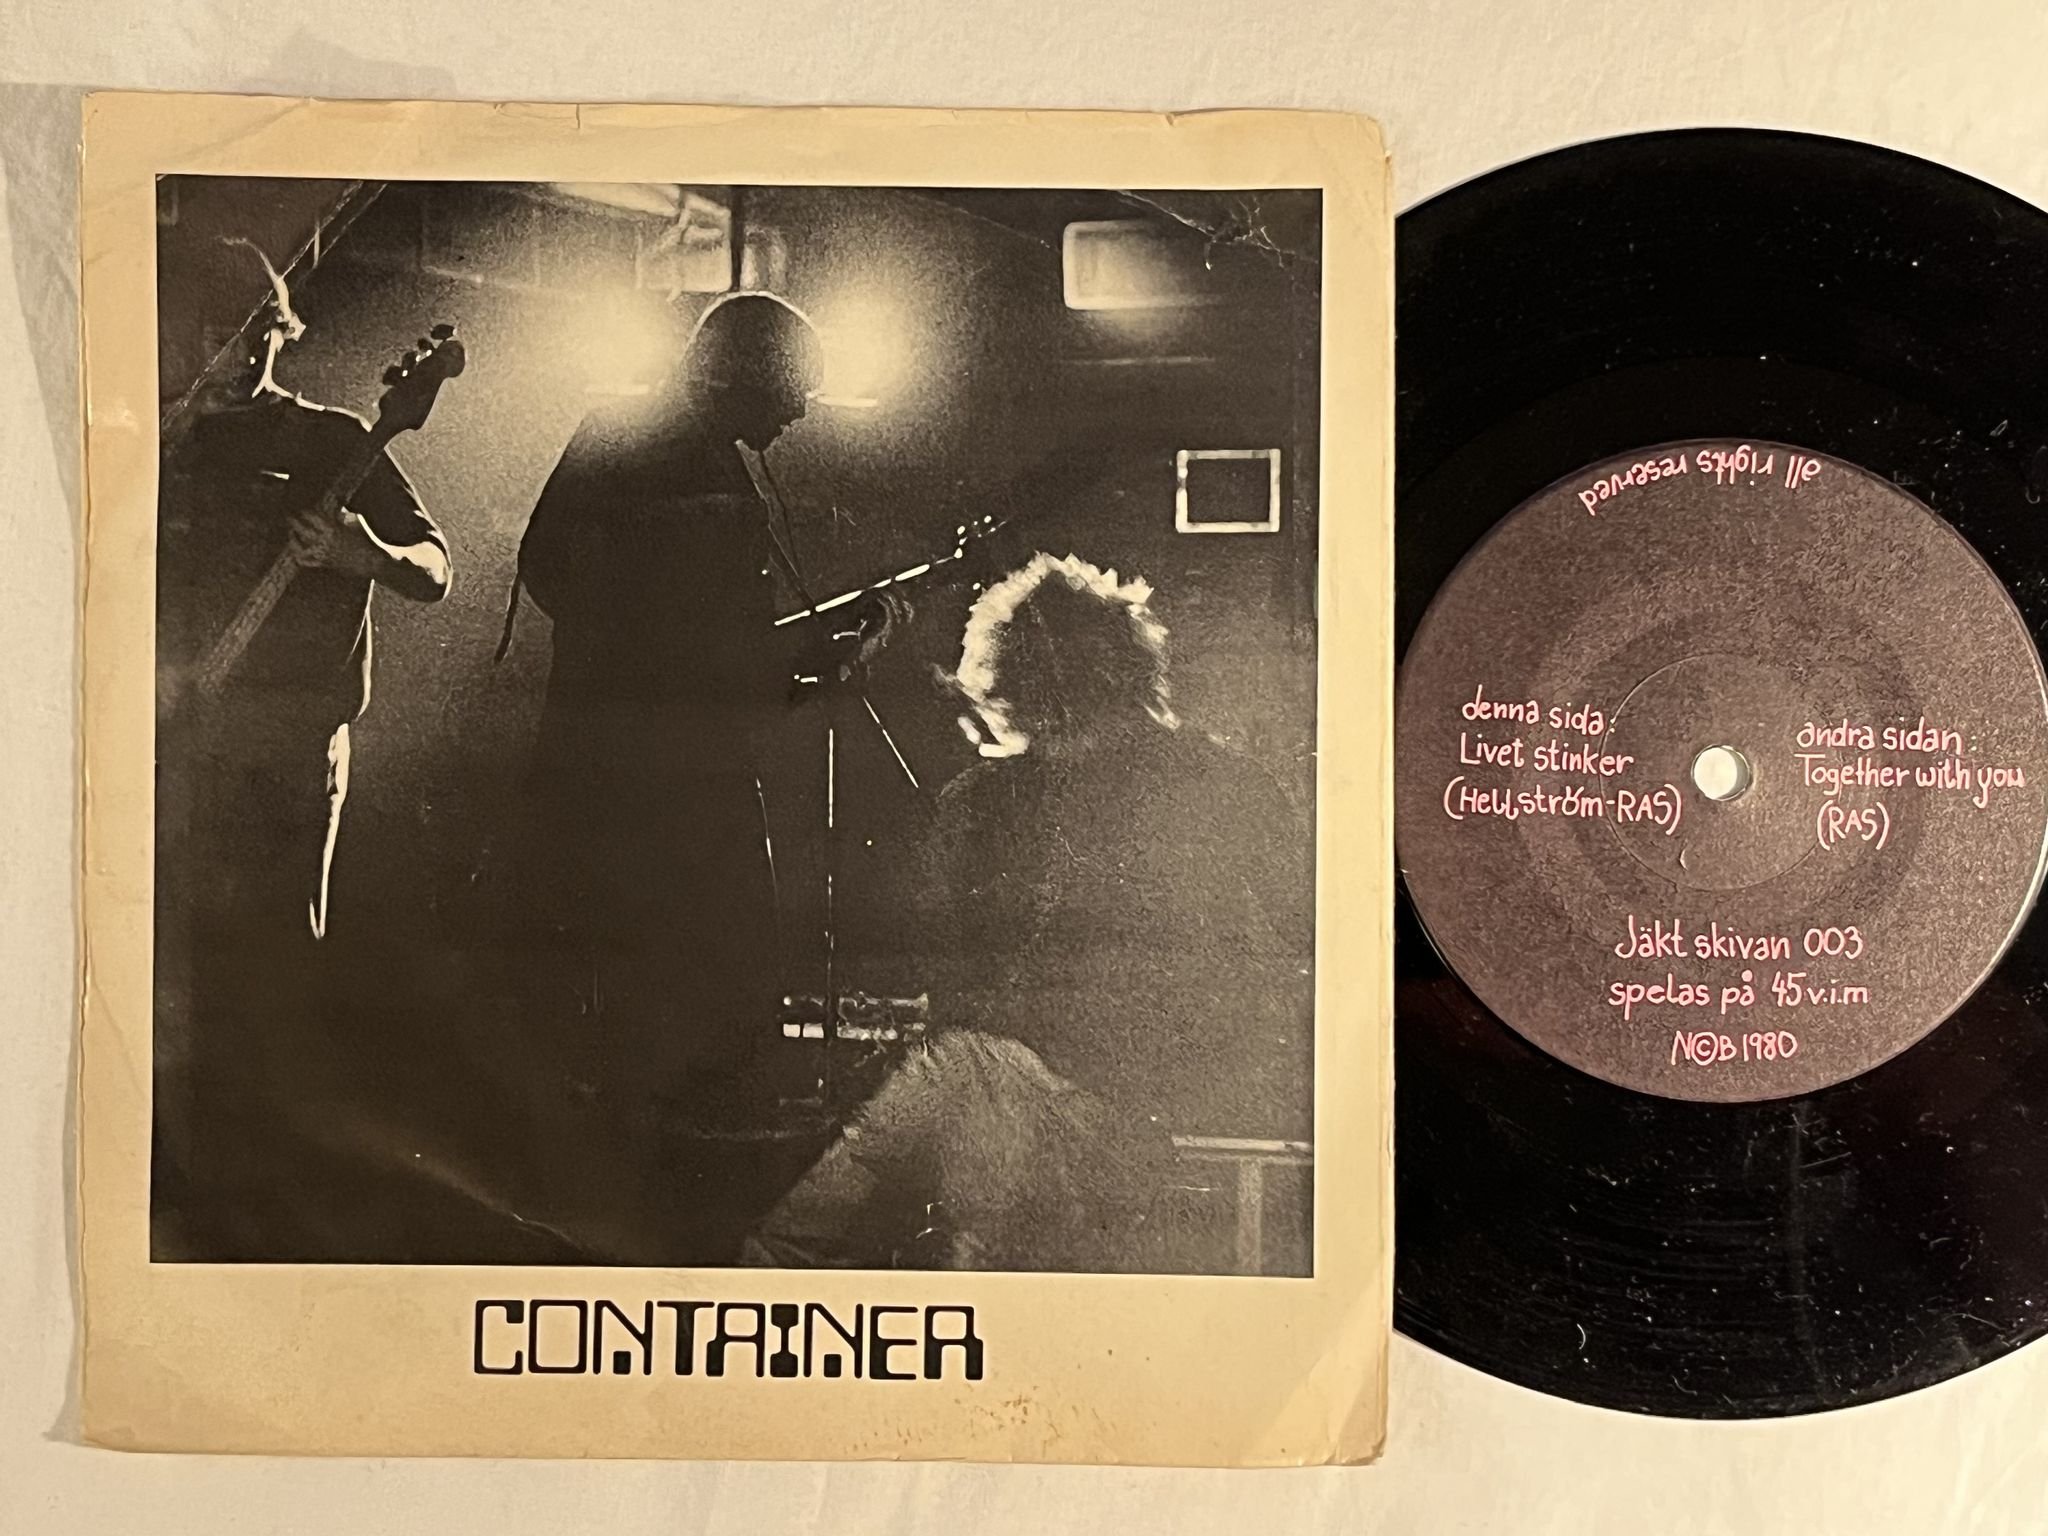 CONTAINER
all rights reserved
denna sida:
Livet stinker
(Hellström-RAS)
andra sidan:
Together with you
(RAS)
Jäkt skivan 003
spelas på 45 v.i.m
N©B 1980